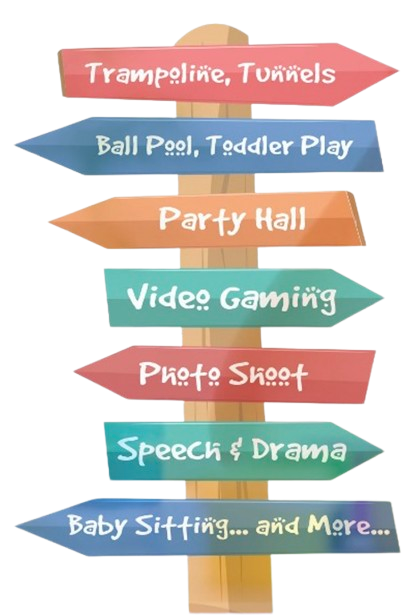 Trampoline, Tunnels
Ball Pool, Toddler Play
Party Hall
Video Gaming
Photo Shoot
Speech & Drama
Baby Sitting... and More...